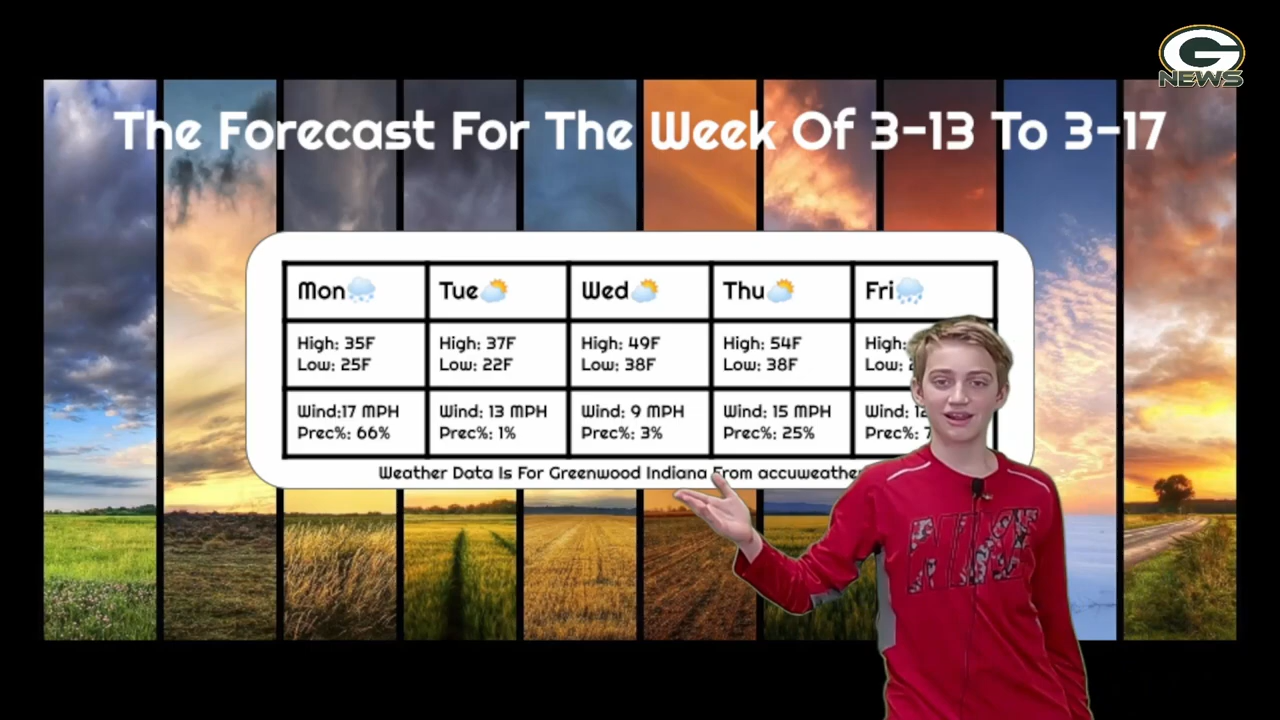 G
NEWS
The Forecast For The Week Of 3-13 To 3-17
Mon Tue Wed Thu Fri
High: 35F High: 37F High: 49F High: 54F High:
Low: 25F Low: 22F Low: 38F Low: 38F Low:
Wind:17 MPH Wind: 13 MPH Wind: 9 MPH Wind: 15 MPH Wind:
Prec%: 66% Prec%: 1% Prec%: 3% Prec%: 25% Prec%:
Weather Data Is For Greenwood Indiana From accuweather
NIKE